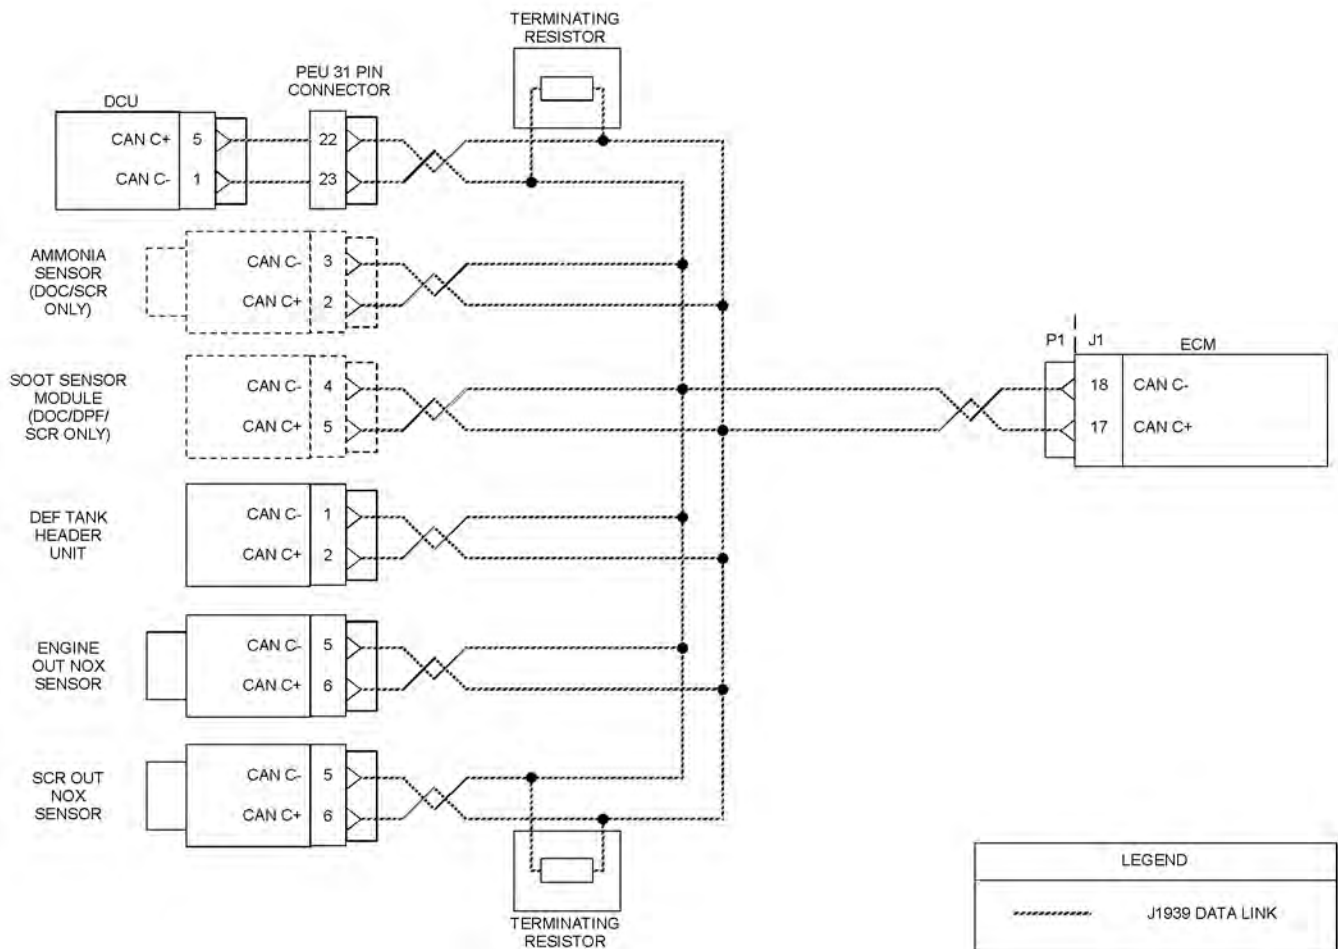 TERMINATING
RESISTOR
PEU 31 PIN
CONNECTOR
DCU
CAN C+ 5 22
CAN C- 1 23
AMMONIA
SENSOR
(DOC/SCR
ONLY)
CAN C- 3
CAN C+ 2
P1 J1 ECM
SOOT SENSOR
MODULE
(DOC/DPF/
SCR ONLY)
CAN C- 4
CAN C+ 5
18 CAN C-
17 CAN C+
DEF TANK
HEADER
UNIT
CAN C- 1
CAN C+ 2
ENGINE
OUT NOX
SENSOR
CAN C- 5
CAN C+ 6
SCR OUT
NOX
SENSOR
CAN C- 5
CAN C+ 6
TERMINATING
RESISTOR
LEGEND
J1939 DATA LINK